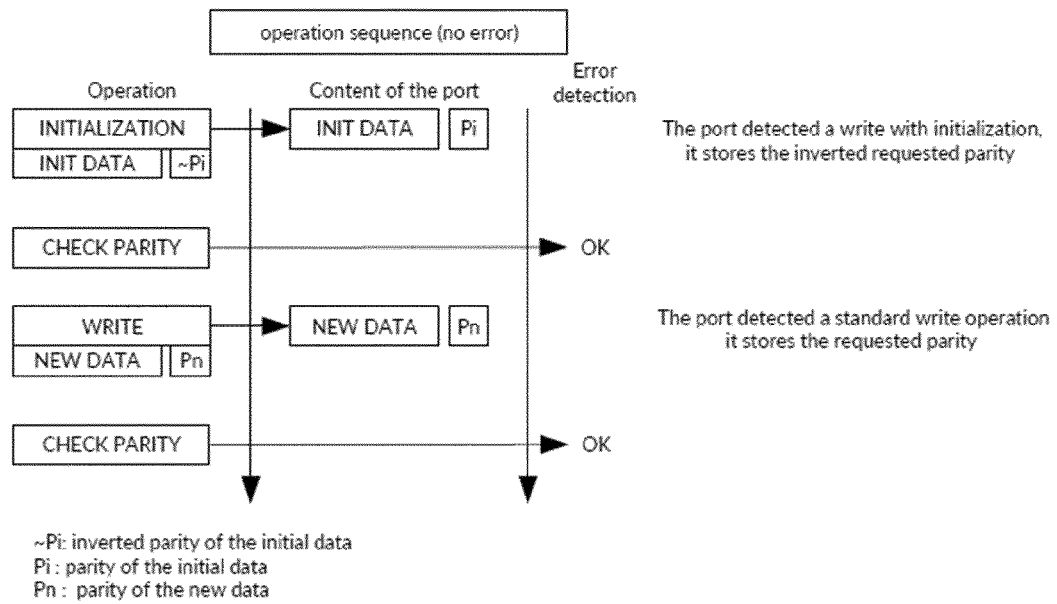 operation sequence (no error)
Operation
Content of the port
Error
detection
INITIALIZATION
INIT DATA
~Pi
INIT DATA
Pi
The port detected a write with initialization,
it stores the inverted requested parity
CHECK PARITY
OK
WRITE
NEW DATA
Pn
NEW DATA
Pn
The port detected a standard write operation
it stores the requested parity
CHECK PARITY
OK
~Pi: inverted parity of the initial data
Pi : parity of the initial data
Pn : parity of the new data